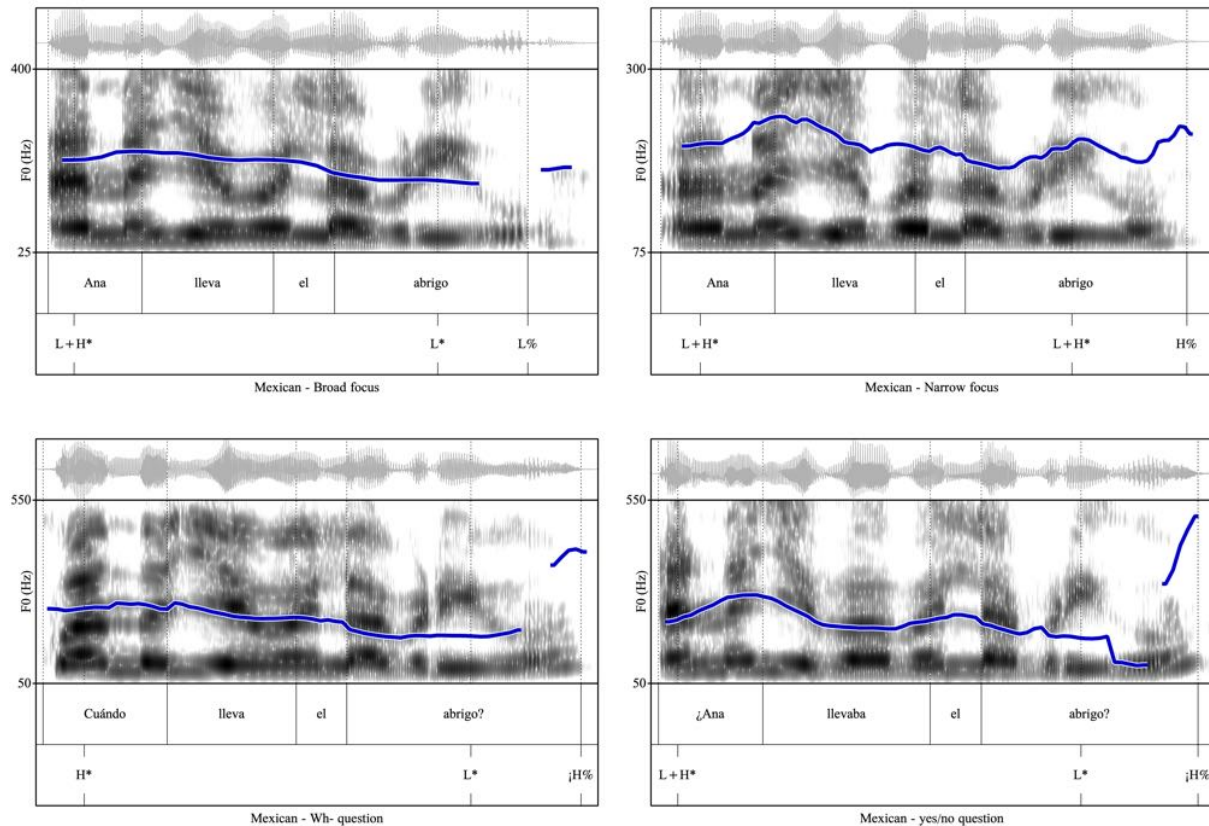 400
F0 (Hz)
25
Ana lleva el abrigo
L+H* L* L%
Mexican - Broad focus
300
F0 (Hz)
75
Ana lleva el abrigo
L+H* L+H* H%
Mexican - Narrow focus
550
F0 (Hz)
50
Cuándo lleva el abrigo?
H* L* ¡H%
Mexican - Wh- question
550
F0 (Hz)
50
¿Ana llevaba el abrigo?
L+H* L* ¡H%
Mexican - yes/no question